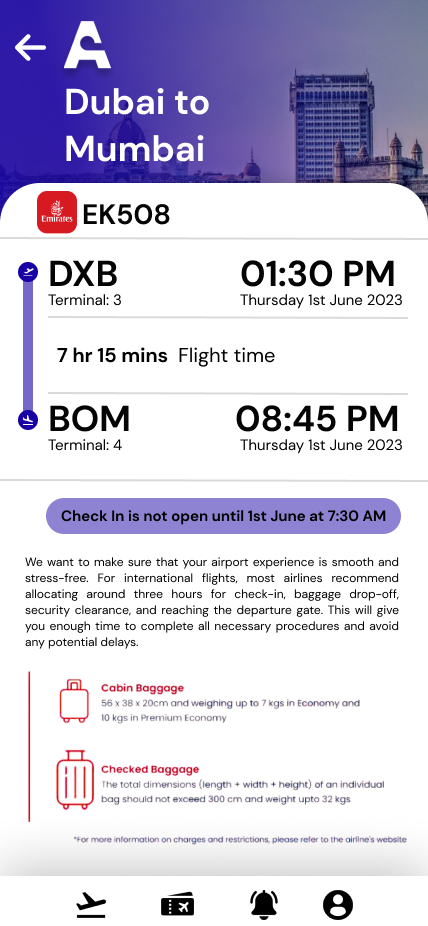 Dubai to
Mumbai
Emirates
EK508
DXB
01:30 PM
Terminal: 3
Thursday 1st June 2023
7 hr 15 mins Flight time
BOM
08:45 PM
Terminal: 4
Thursday 1st June 2023
Check In is not open until 1st June at 7:30 AM
We want to make sure that your airport experience is smooth and
stress-free. For international flights, most airlines recommend
allocating around three hours for check-in, baggage drop-off,
security clearance, and reaching the departure gate. This will give
you enough time to complete all necessary procedures and avoid
any potential delays.
Cabin Baggage
56 x 38 x 20cm and weighing up to 7 kgs in Economy and
10 kgs in Premium Economy
Checked Baggage
The total dimensions (length + width + height) of an individual
bag should not exceed 300 cm and weight upto 32 kgs
*For more information on charges and restrictions, please refer to the airline's website